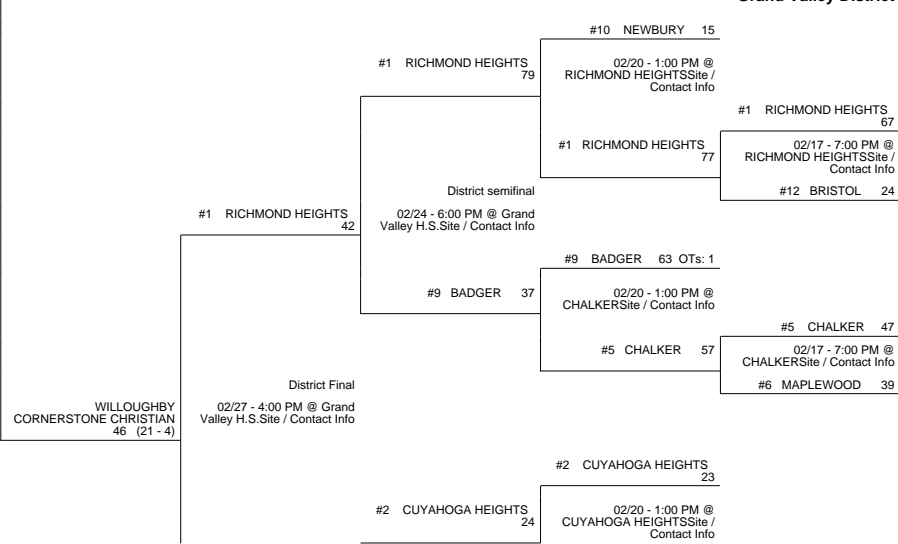 #10 NEWBURY 15
#1 RICHMOND HEIGHTS
79
02/20 - 1:00 PM @
RICHMOND HEIGHTSSite /
Contact Info
#1 RICHMOND HEIGHTS
67
#1 RICHMOND HEIGHTS
77
02/17 - 7:00 PM @
RICHMOND HEIGHTSSite /
Contact Info
#12 BRISTOL 24
District semifinal
#1 RICHMOND HEIGHTS
42
02/24 - 6:00 PM @ Grand
Valley H.S.Site / Contact Info
#9 BADGER 63 OTs: 1
#9 BADGER 37
02/20 - 1:00 PM @
CHALKERSite / Contact Info
#5 CHALKER 47
#5 CHALKER 57
02/17 - 7:00 PM @
CHALKERSite / Contact Info
#6 MAPLEWOOD 39
District Final
WILLOUGHBY
CORNERSTONE CHRISTIAN
46 (21 - 4)
02/27 - 4:00 PM @ Grand
Valley H.S.Site / Contact Info
#2 CUYAHOGA HEIGHTS
23
#2 CUYAHOGA HEIGHTS
24
02/20 - 1:00 PM @
CUYAHOGA HEIGHTSSite /
Contact Info